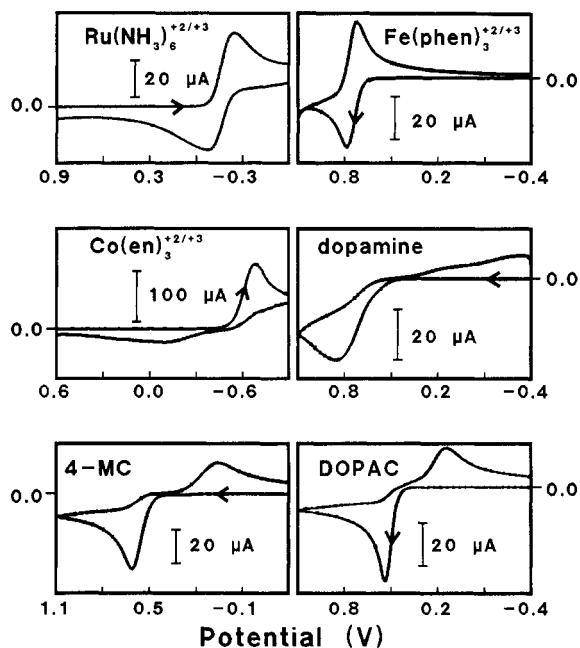 Ru(NH₃)₆⁺²/⁺³
20 μA
0.0
0.9 0.3 -0.3
Fe(phen)₃⁺²/⁺³
20 μA
0.0
0.8 0.2 -0.4
Co(en)₃⁺²/⁺³
100 μA
0.0
0.6 0.0 -0.6
dopamine
20 μA
0.0
0.8 0.2 -0.4
4-MC
20 μA
0.0
1.1 0.5 -0.1
DOPAC
20 μA
0.0
0.8 0.2 -0.4
Potential (V)